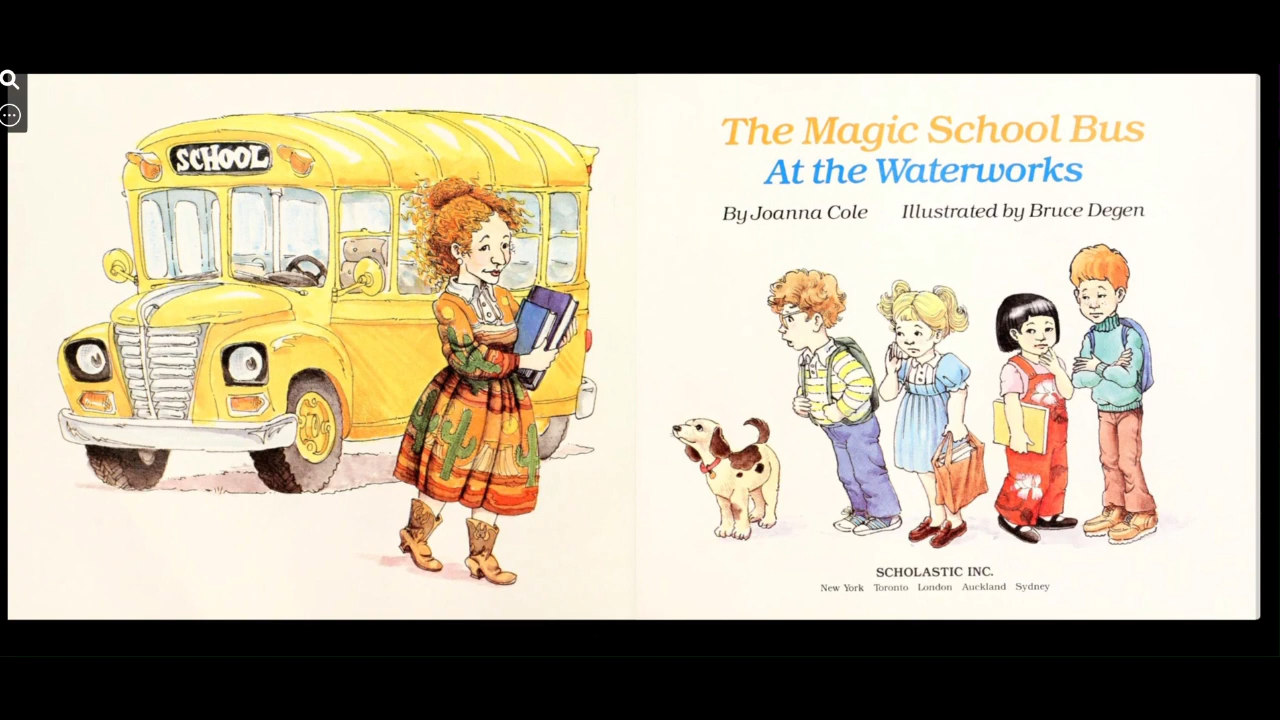 SCHOOL
The Magic School Bus
At the Waterworks
By Joanna Cole Illustrated by Bruce Degen
SCHOLASTIC INC.
New York Toronto London Auckland Sydney